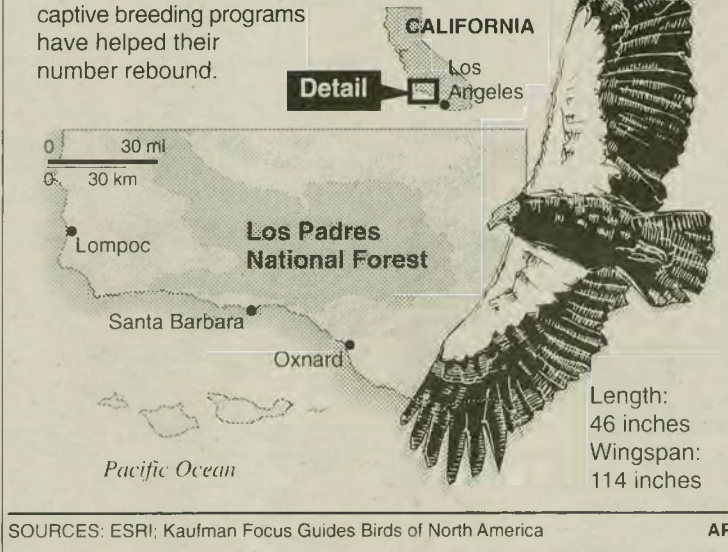 captive breeding programs
have helped their
number rebound.
CALIFORNIA
Los
Angeles
Detail
0 30 mi
0 30 km
Los Padres
National Forest
Lompoc
Santa Barbara
Oxnard
Pacific Ocean
Length:
46 inches
Wingspan:
114 inches
SOURCES: ESRI; Kaufman Focus Guides Birds of North America
AP